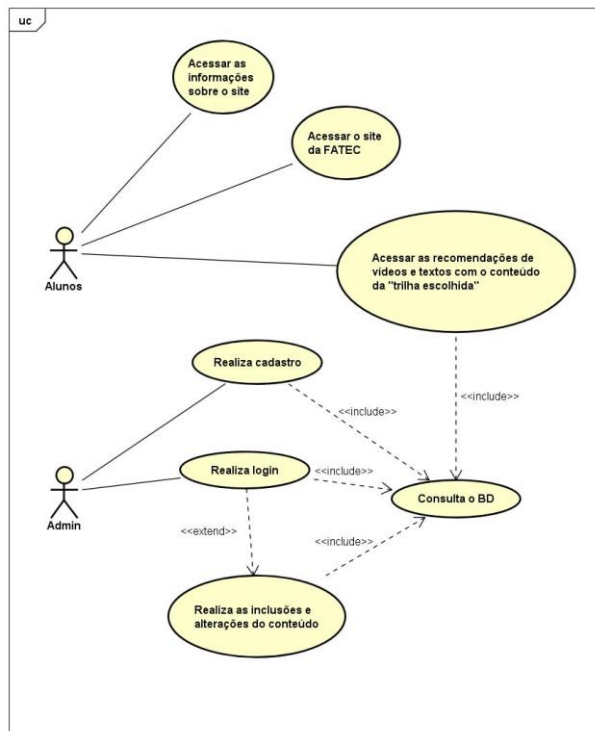 uc
Acessar as
informações
sobre o site
Acessar o site
da FATEC
Acessar as recomendações de
vídeos e textos com o conteúdo
da "trilha escolhida"
Alunos
Realiza cadastro
<<include>>
<<include>>
Realiza login
<<include>>
Consulta o BD
Admin
<<extend>>
<<include>>
Realiza as inclusões e
alterações do conteúdo